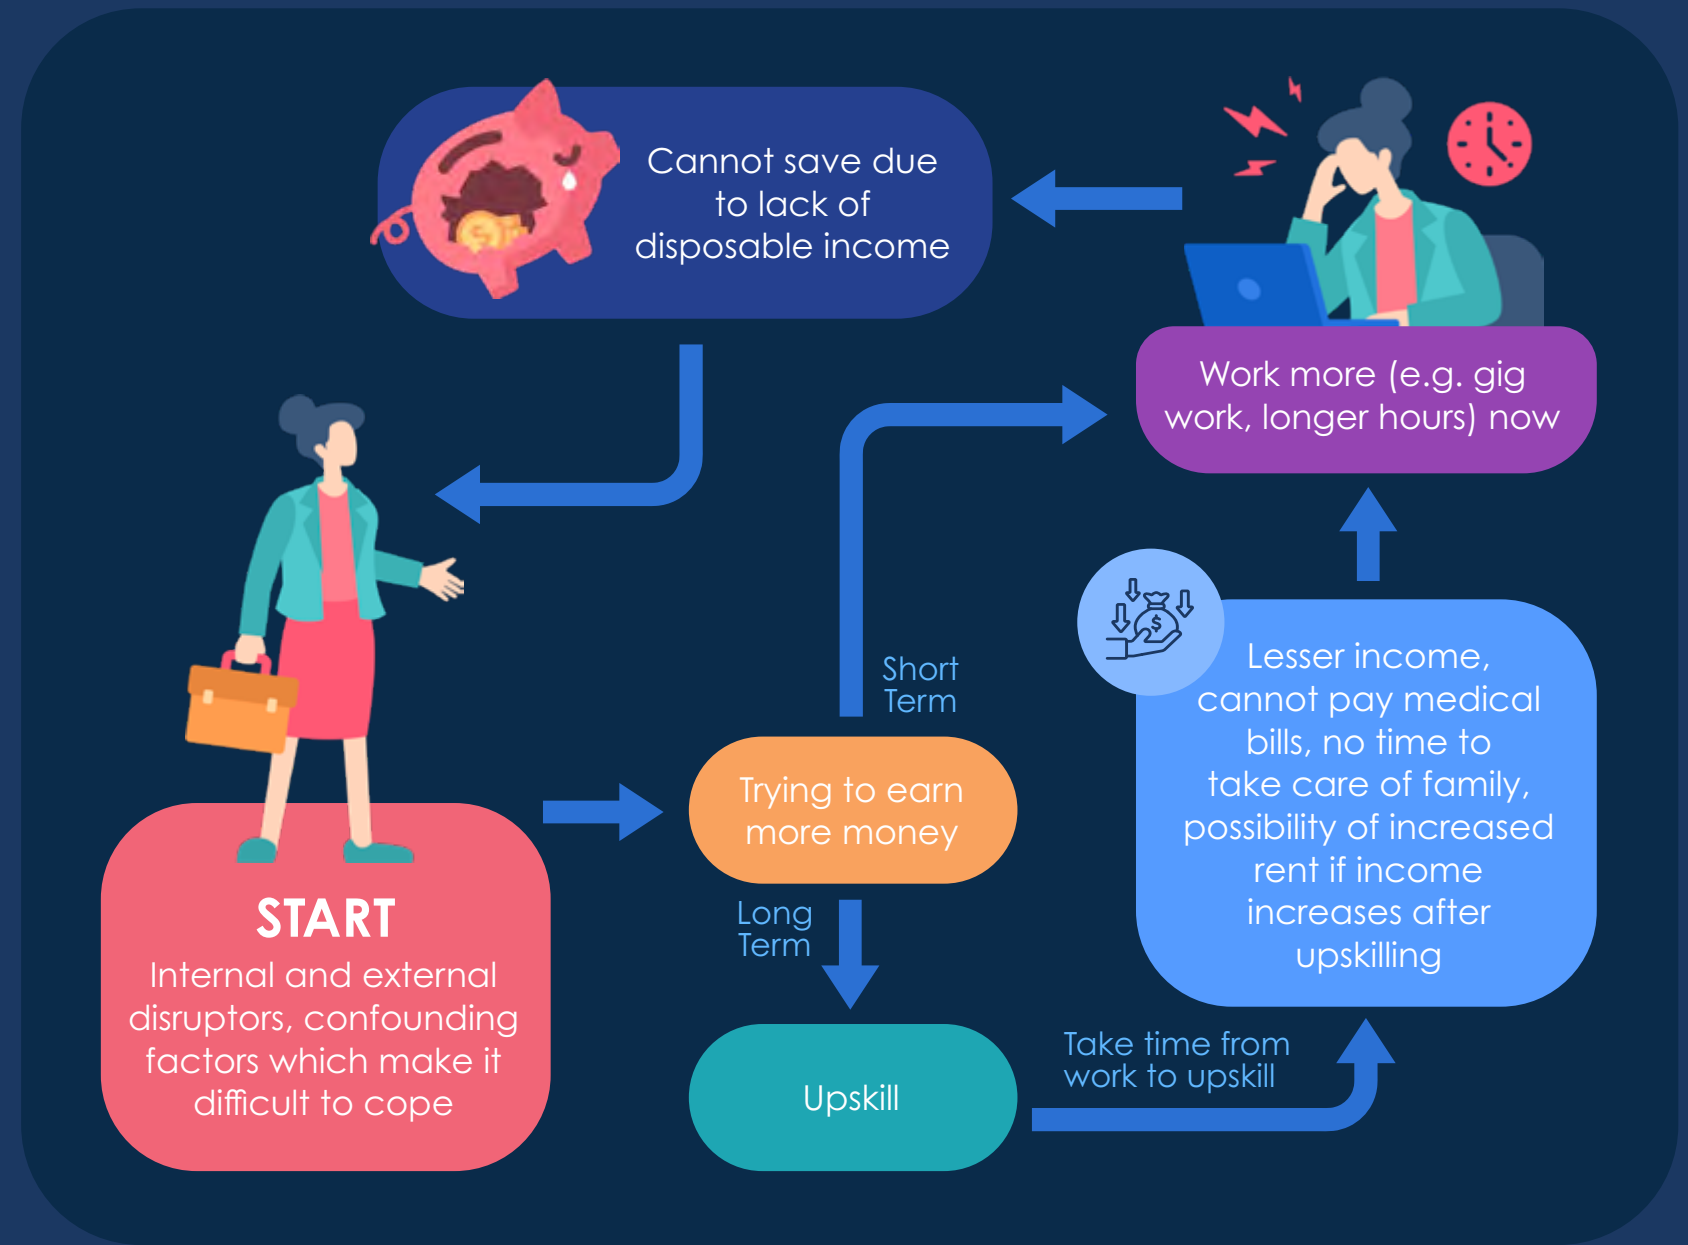 Cannot save due
to lack of
disposable income
Work more (e.g. gig
work, longer hours) now
Short
Term
Lesser income,
cannot pay medical
bills, no time to
take care of family,
possibility of increased
rent if income
increases after
upskilling
Trying to earn
more money
START
Internal and external
disruptors, confounding
factors which make it
difficult to cope
Long
Term
Upskill
Take time from
work to upskill